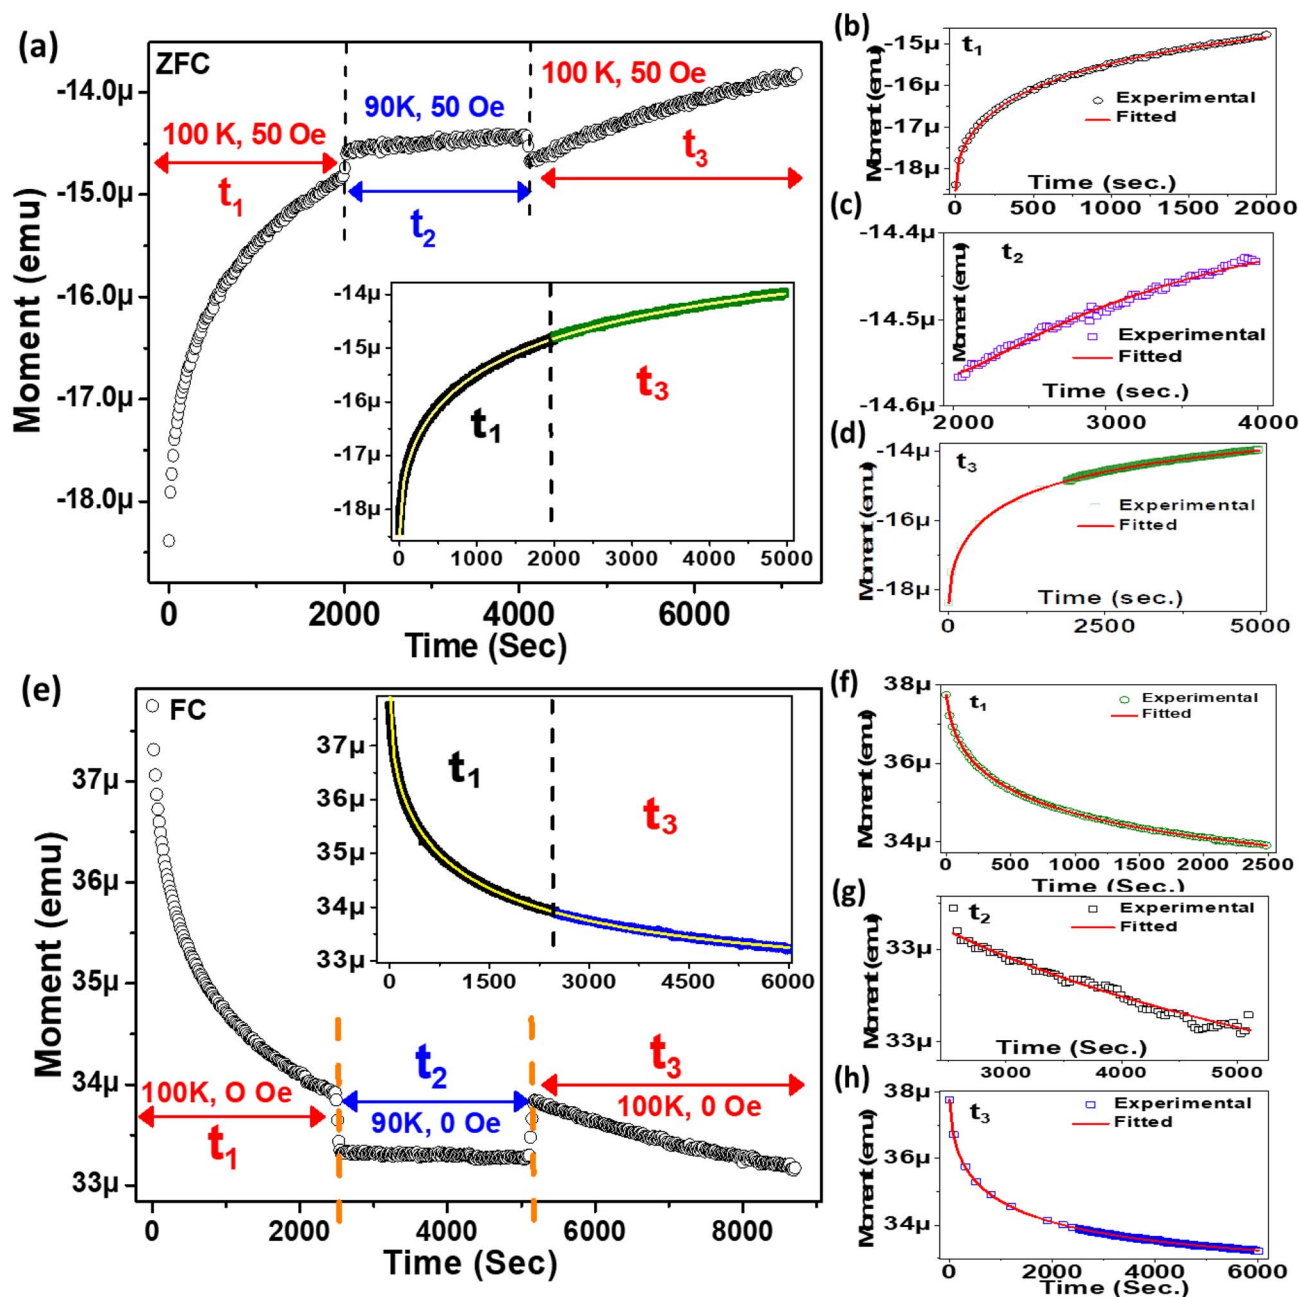 (a)
ZFC
-14.0μ
-15.0μ
-16.0μ
-17.0μ
-18.0μ
Moment (emu)
100 K, 50 Oe
t1
90K, 50 Oe
t2
100 K, 50 Oe
t3
-14μ
-15μ
-16μ
-17μ
-18μ
t1
t3
0 1000 2000 3000 4000 5000
0 2000 4000 6000
Time (Sec)
(b)
t1
-15μ
-16μ
-17μ
-18μ
Moment (emu)
Experimental
Fitted
Time (sec.)
0 500 1000 1500 2000
(c)
t2
-14.4μ
-14.5μ
-14.6μ
Moment (emu)
Experimental
Fitted
Time (sec.)
2000 3000 4000
(d)
t3
-14μ
-16μ
-18μ
Moment (emu)
Experimental
Fitted
Time (sec.)
0 2500 5000
(e)
FC
37μ
36μ
35μ
34μ
33μ
Moment (emu)
37μ
36μ
35μ
34μ
33μ
t1
t3
0 1500 3000 4500 6000
100K, O Oe
t1
t2
90K, 0 Oe
t3
100K, 0 Oe
0 2000 4000 6000 8000
Time (Sec)
(f)
t1
38μ
36μ
34μ
Moment (emu)
Experimental
Fitted
0 500 1000 1500 2000 2500
Time (Sec.)
(g)
t2
33μ
33μ
Moment (emu)
Experimental
Fitted
Time (Sec.)
3000 4000 5000
(h)
t3
38μ
36μ
34μ
Moment (emu)
Experimental
Fitted
0 2000 4000 6000
Time (Sec.)